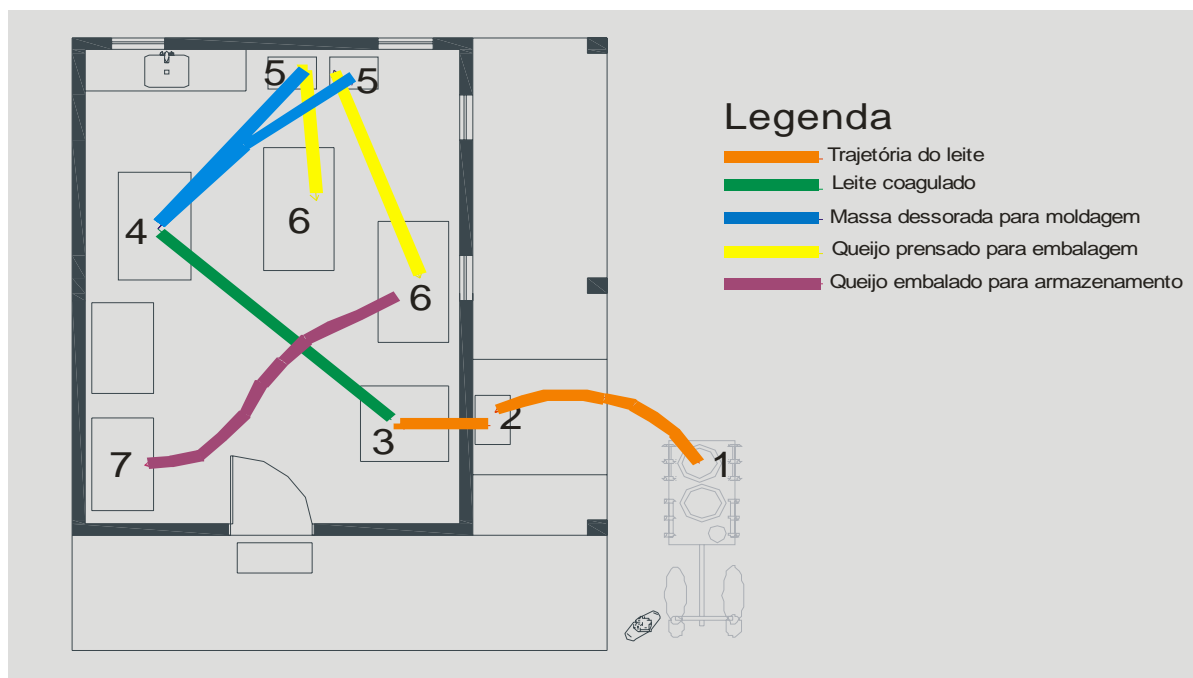 5
5
Legenda
Trajetória do leite
Leite coagulado
Massa dessorada para moldagem
Queijo prensado para embalagem
Queijo embalado para armazenamento
4
6
6
2
3
7
1